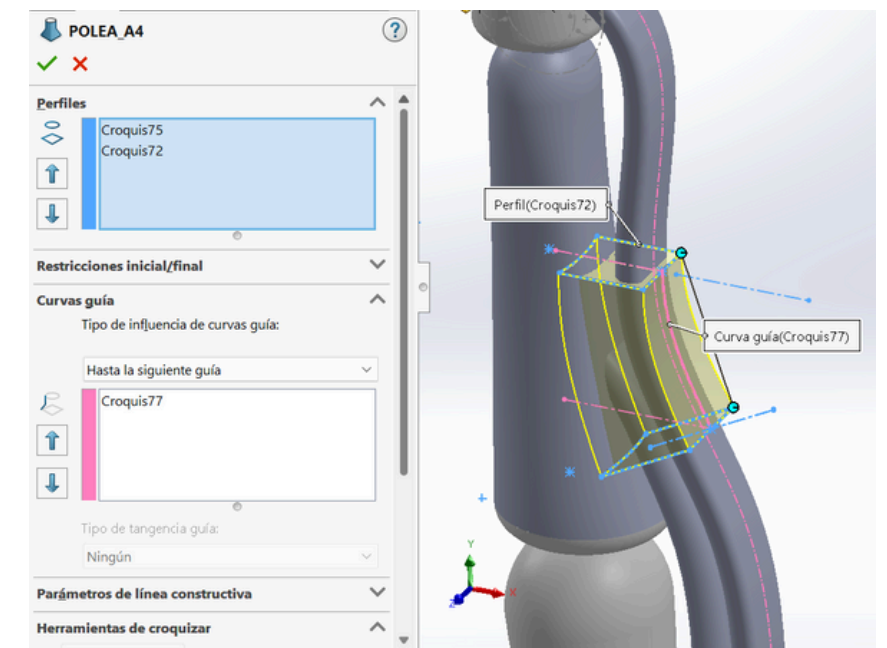 POLEA_A4
?
Perfiles
Croquis75
Croquis72
Restricciones inicial/final
Curvas guía
Tipo de influencia de curvas guía:
Hasta la siguiente guía
Croquis77
Tipo de tangencia guía:
Ningún
Parámetros de línea constructiva
Herramientas de croquizar
Perfil(Croquis72)
Curva guía(Croquis77)
Y
X
Z